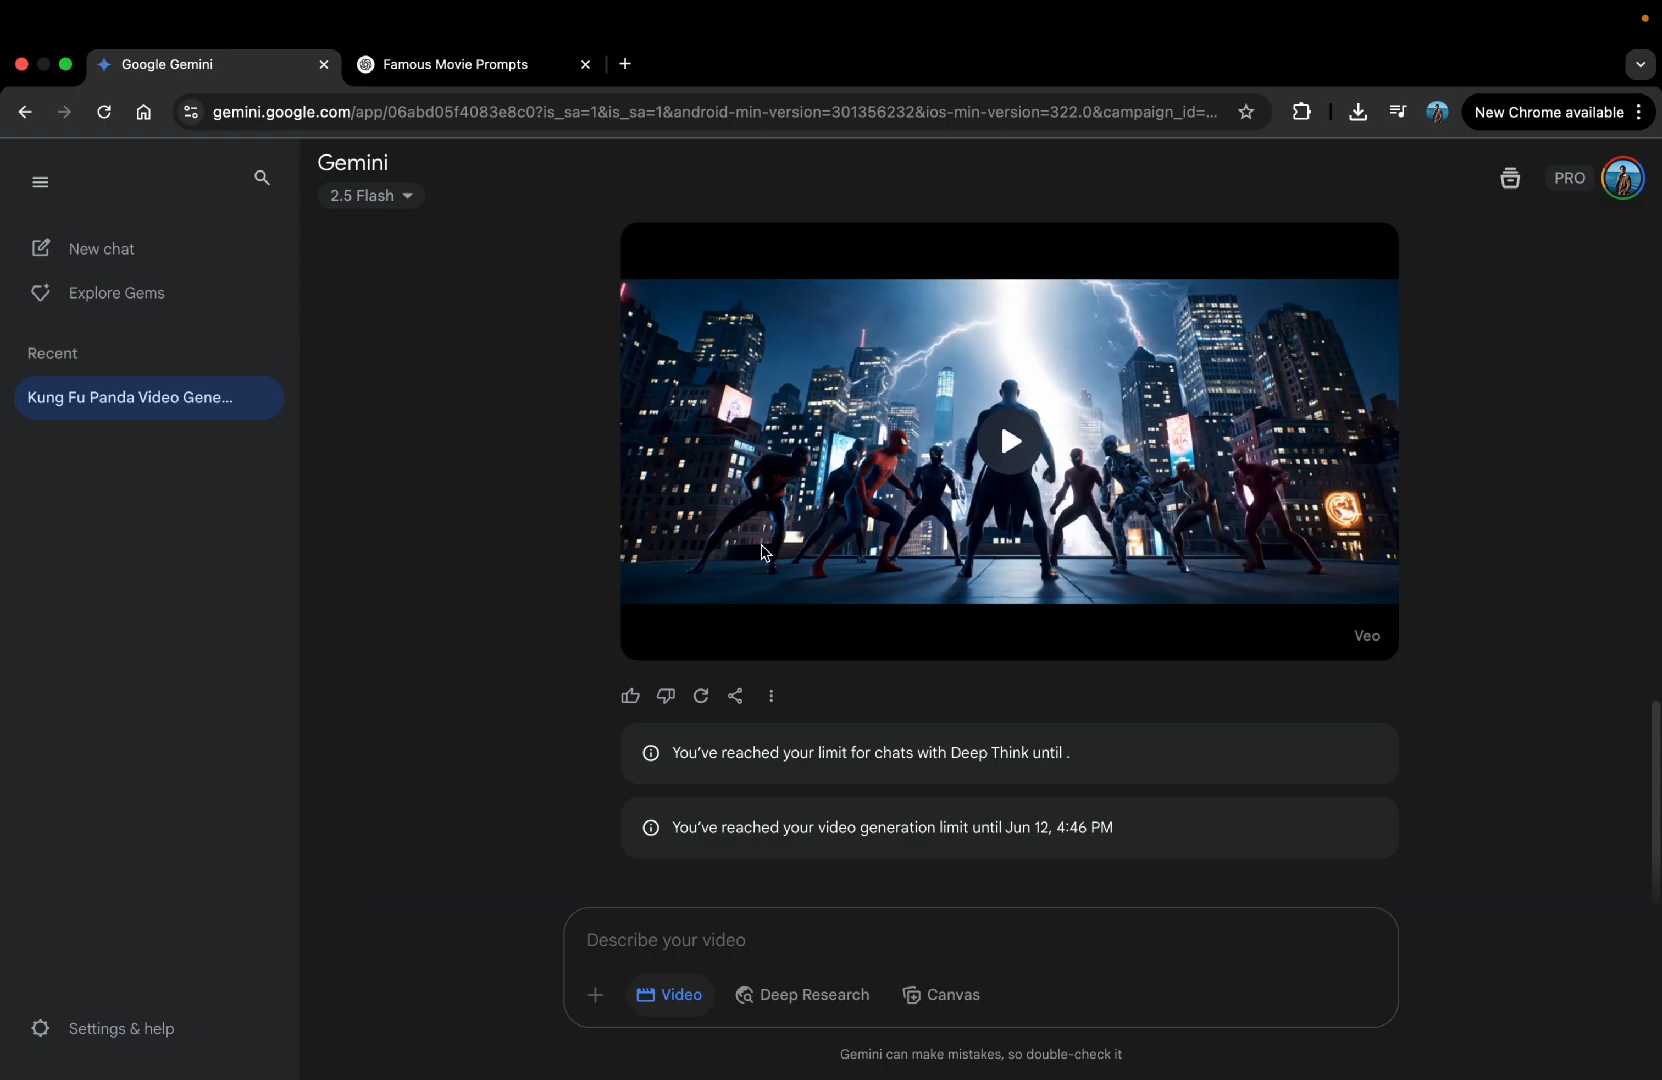 Google Gemini
Famous Movie Prompts
gemini.google.com/app/06abd05f4083e8c0?is_sa=1&is_sa=1&android-min-version=301356232&ios-min-version=322.0&campaign_id=...
New Chrome available
Gemini
2.5 Flash
PRO
New chat
Explore Gems
Recent
Kung Fu Panda Video Gene...
Veo
You've reached your limit for chats with Deep Think until .
You've reached your video generation limit until Jun 12, 4:46 PM
Describe your video
Video
Deep Research
Canvas
Settings & help
Gemini can make mistakes, so double-check it